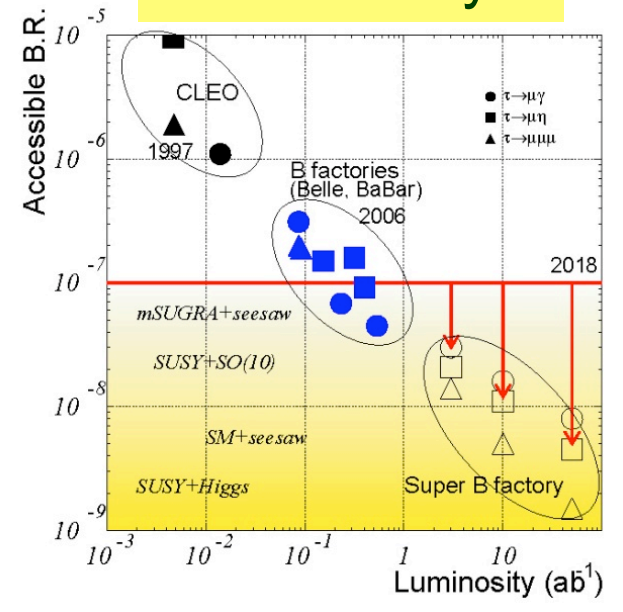 Accessible B.R.
10 -5
10 -6
10 -7
10 -8
10 -9
CLEO
1997
τ→μγ
τ→μη
τ→μμμ
B factories
(Belle, BaBar)
2006
2018
mSUGRA+seesaw
SUSY+SO(10)
SM+seesaw
SUSY+Higgs
Super B factory
10 -3
10 -2
10 -1
1
10
Luminosity (ab-1)